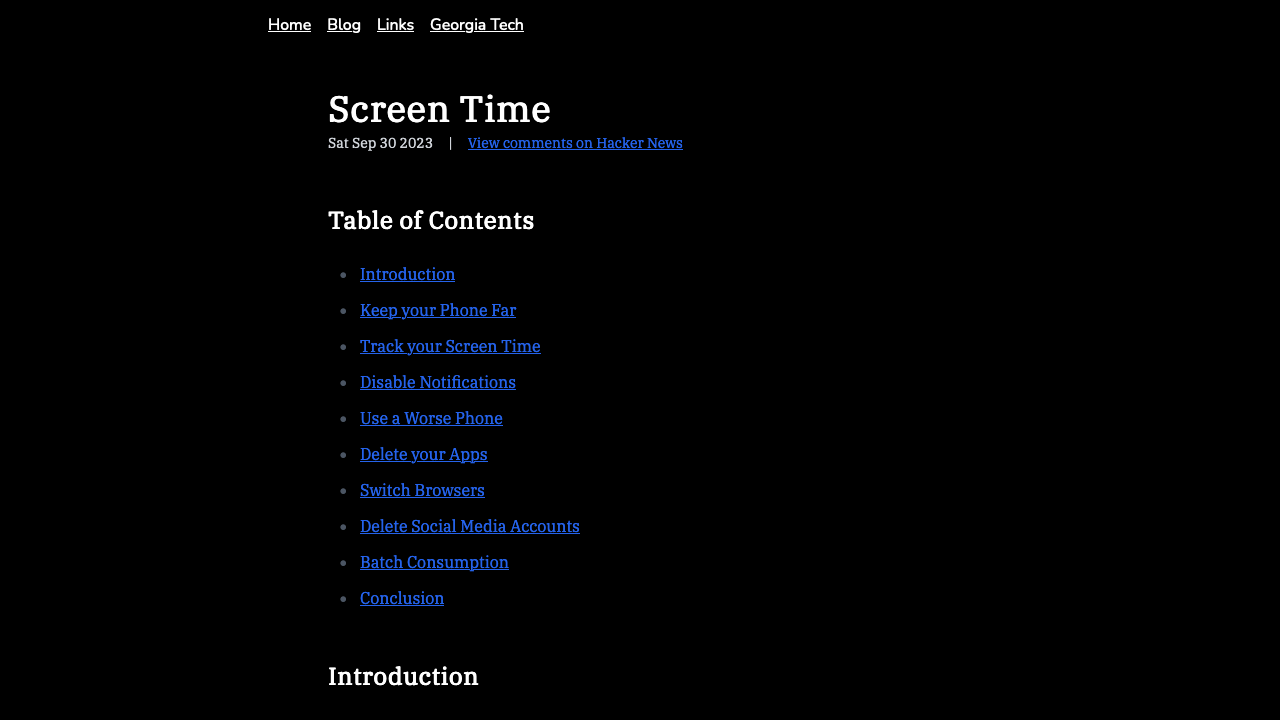 Home Blog Links Georgia Tech
Screen Time
Sat Sep 30 2023 | View comments on Hacker News
Table of Contents
Introduction
Keep your Phone Far
Track your Screen Time
Disable Notifications
Use a Worse Phone
Delete your Apps
Switch Browsers
Delete Social Media Accounts
Batch Consumption
Conclusion
Introduction